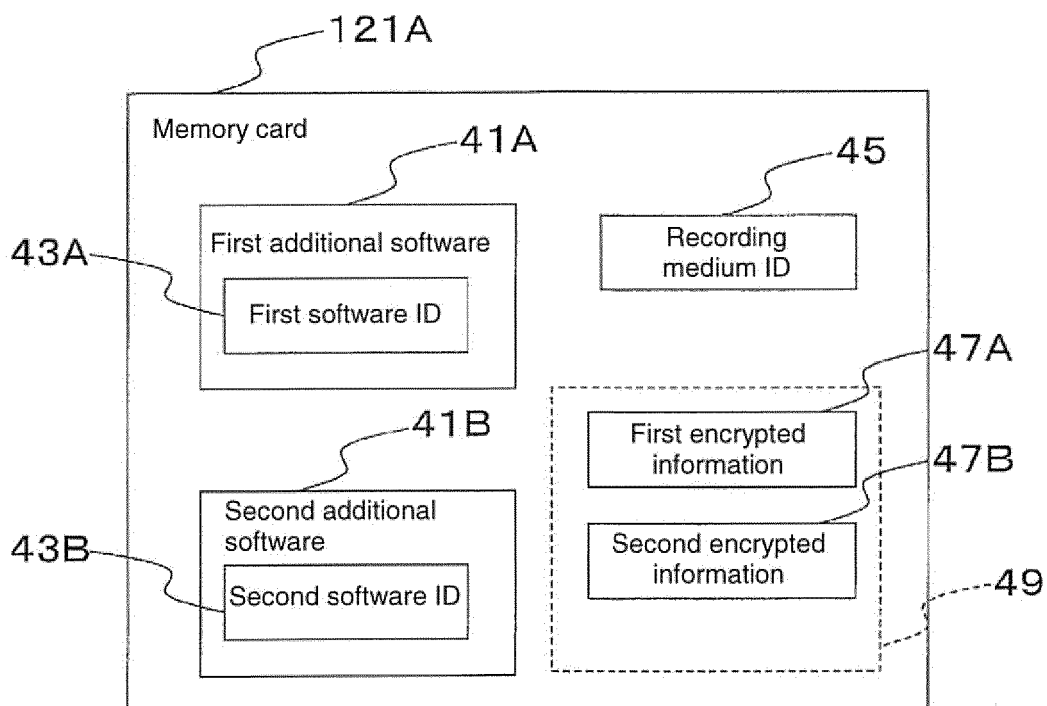 121A
Memory card
41A
45
First additional software
Recording
medium ID
43A
First software ID
47A
First encrypted
information
41B
47B
Second additional
software
Second encrypted
information
43B
Second software ID
49